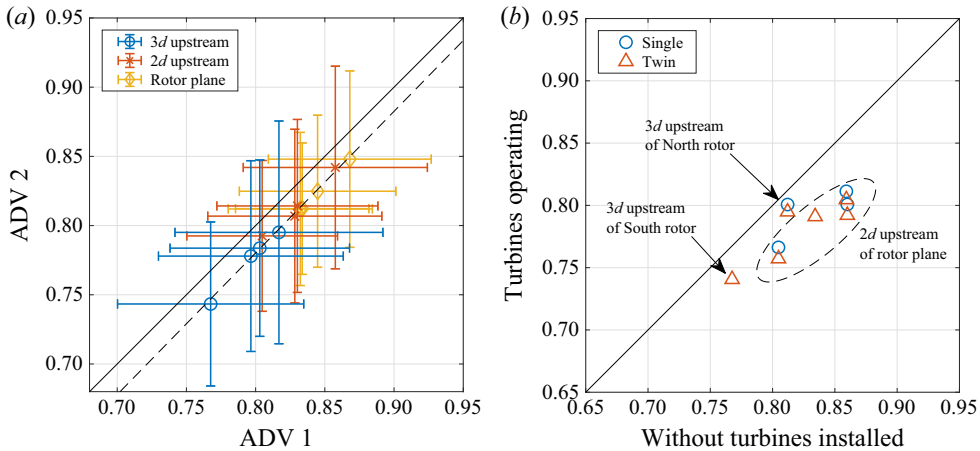 (a)
0.95
0.90
0.85
0.80
0.75
0.70
ADV 2
3d upstream
2d upstream
Rotor plane
0.70 0.75 0.80 0.85 0.90 0.95
ADV 1
(b)
0.95
0.90
0.85
0.80
0.75
0.70
0.65
Turbines operating
Single
Twin
3d upstream
of North rotor
3d upstream
of South rotor
2d upstream
of rotor plane
0.65 0.70 0.75 0.80 0.85 0.90 0.95
Without turbines installed